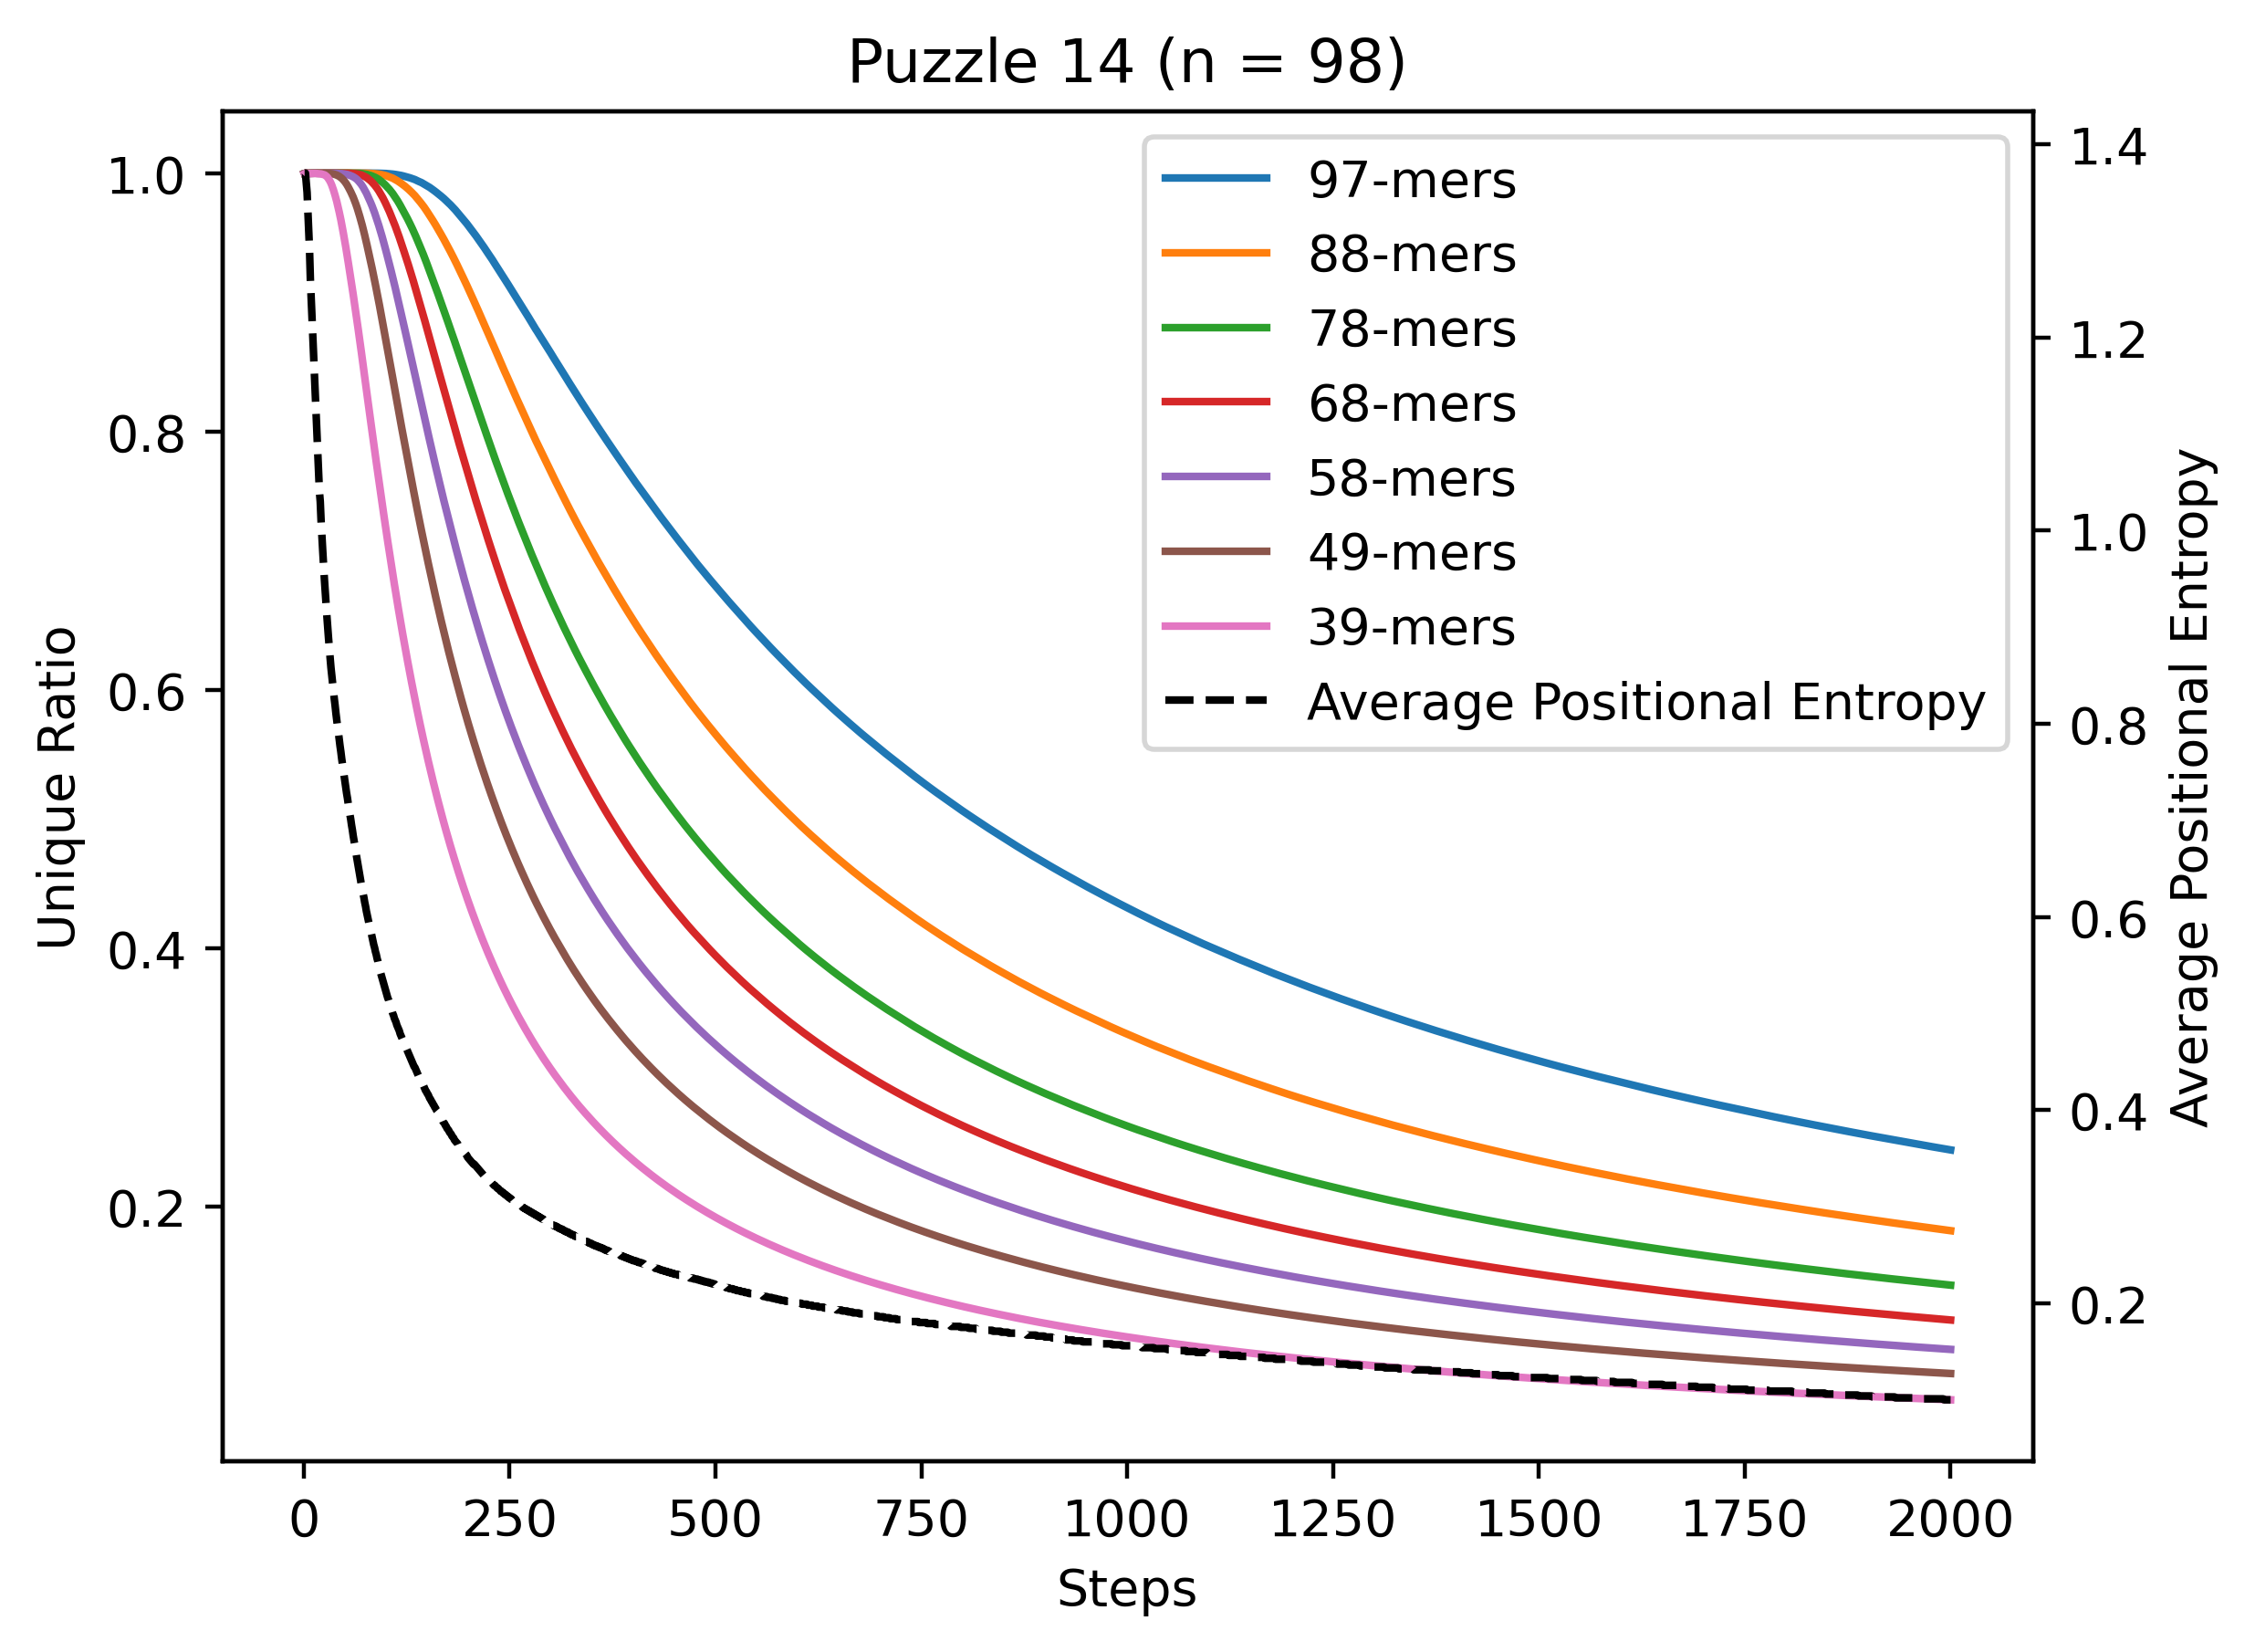 Puzzle 14 (n = 98)
1.0
0.8
0.6
0.4
0.2
Unique Ratio
97-mers
88-mers
78-mers
68-mers
58-mers
49-mers
39-mers
Average Positional Entropy
1.4
1.2
1.0
0.8
0.6
0.4
0.2
Average Positional Entropy
0 250 500 750 1000 1250 1500 1750 2000
Steps